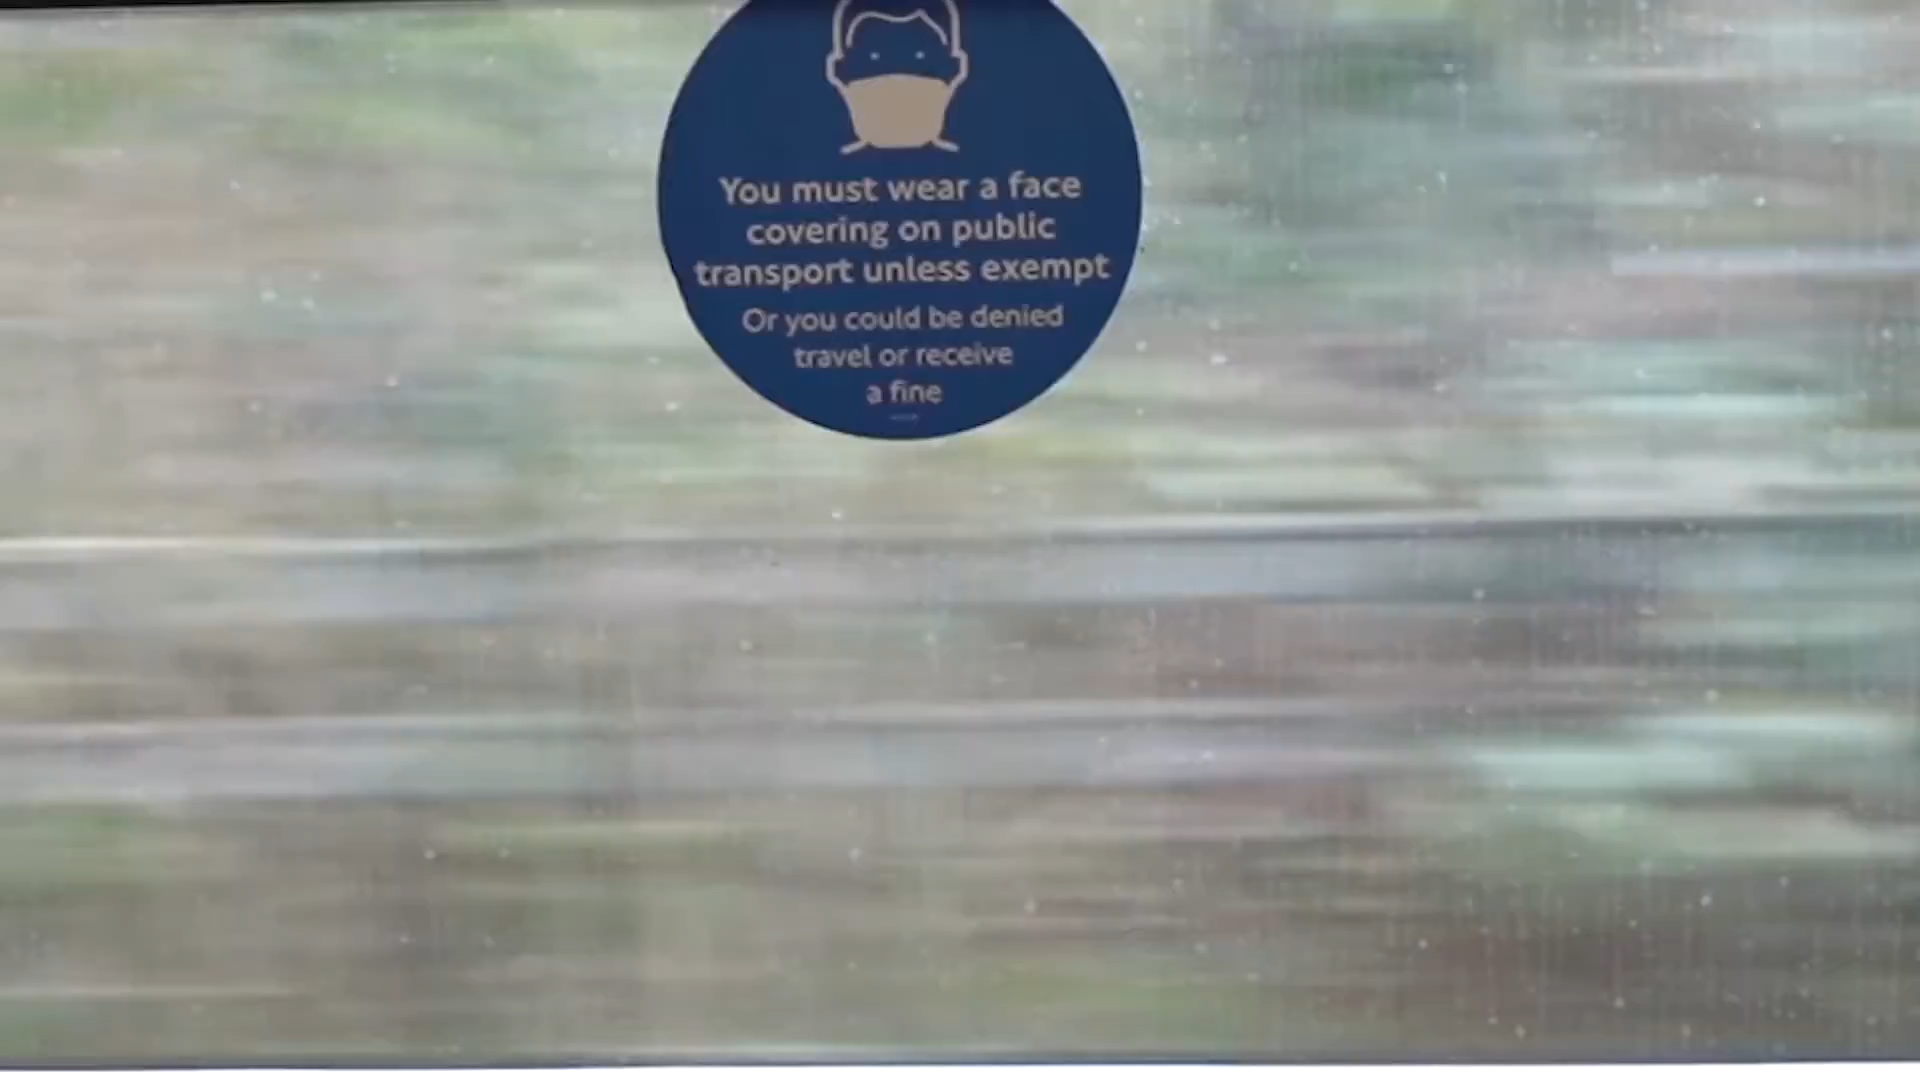 You must wear a face
covering on public
transport unless exempt
Or you could be denied
travel or receive
a fine